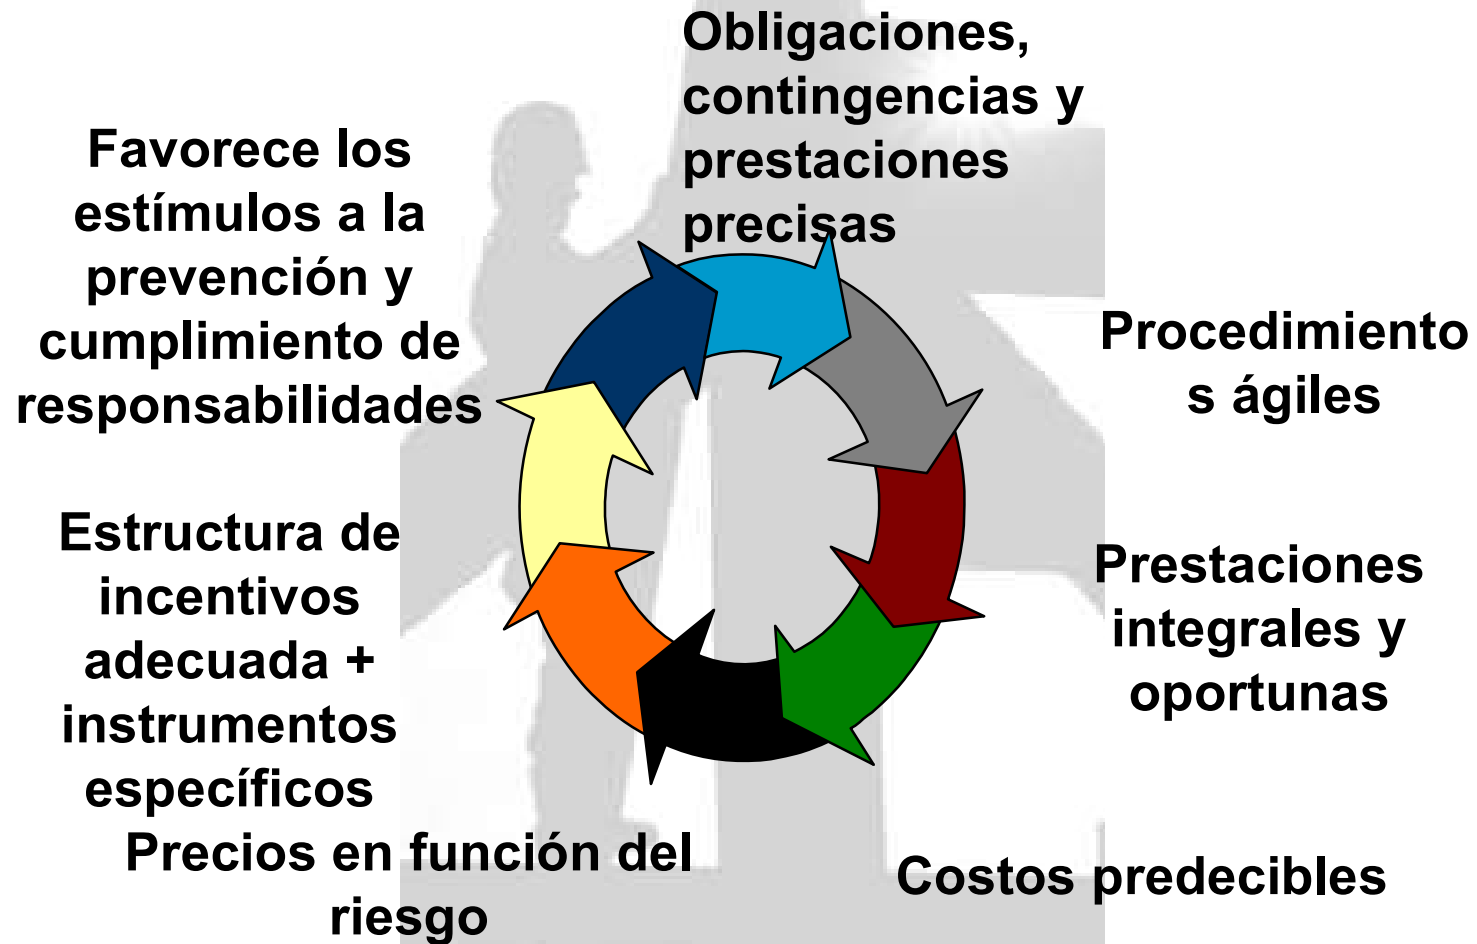 Obligaciones,
contingencias y
prestaciones
precisas
Procedimiento
s ágiles
Prestaciones
integrales y
oportunas
Costos predecibles
Precios en función del
riesgo
Estructura de
incentivos
adecuada +
instrumentos
específicos
Favorece los
estímulos a la
prevención y
cumplimiento de
responsabilidades